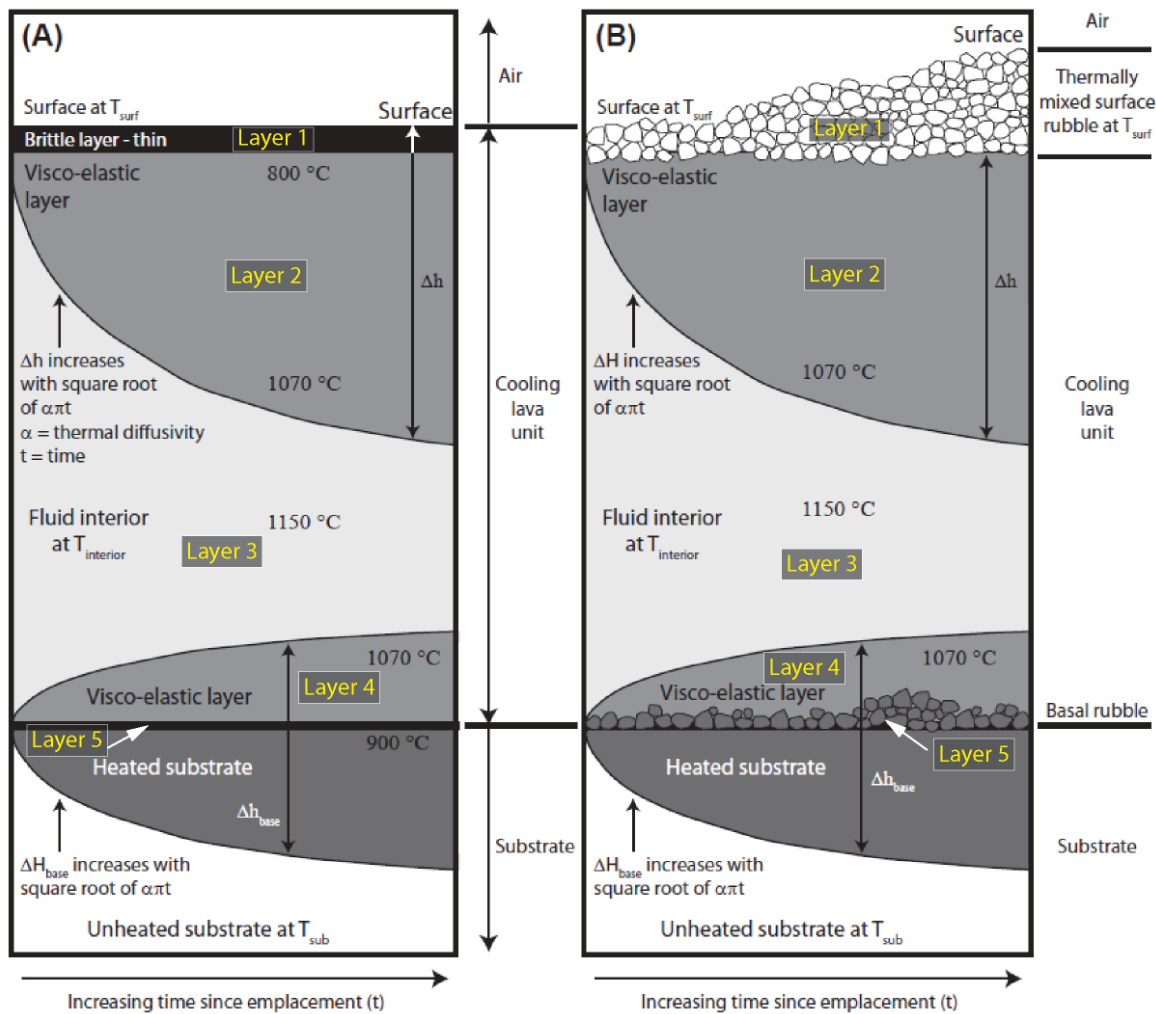 (A)
Surface at Tsurf
Surface
Brittle layer - thin
Layer 1
Visco-elastic
layer
800 °C
Layer 2
Δh
Δh increases
with square root
of απt
α = thermal diffusivity
t = time
1070 °C
Fluid interior
at Tinterior
1150 °C
Layer 3
1070 °C
Layer 4
Visco-elastic layer
Layer 5
900 °C
Heated substrate
Δhbase
ΔHbase increases with
square root of απt
Unheated substrate at Tsub
Increasing time since emplacement (t)
Air
Cooling
lava
unit
Substrate
(B)
Surface
Surface at Tsurf
Layer 1
Visco-elastic
layer
Layer 2
Δh
ΔH increases
with square root
of απt
1070 °C
Fluid interior
at Tinterior
1150 °C
Layer 3
Layer 4
1070 °C
Visco-elastic layer
Layer 5
Heated substrate
Δhbase
ΔHbase increases with
square root of απt
Unheated substrate at Tsub
Increasing time since emplacement (t)
Air
Thermally
mixed surface
rubble at Tsurf
Cooling
lava
unit
Basal rubble
Substrate